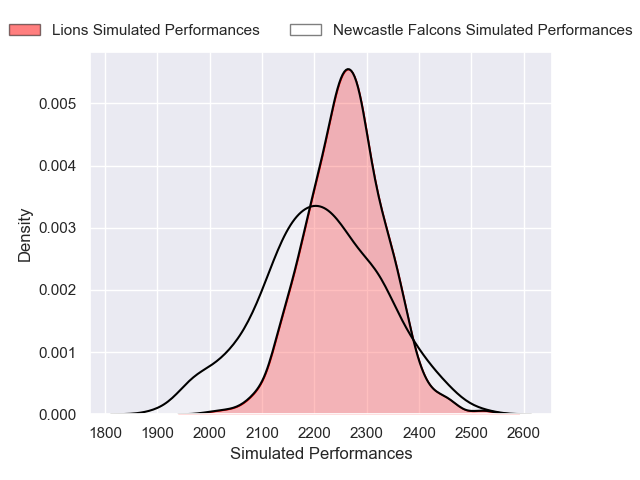 Lions Simulated Performances
Newcastle Falcons Simulated Performances
Density
0.005
0.004
0.003
0.002
0.001
0.000
1800 1900 2000 2100 2200 2300 2400 2500 2600
Simulated Performances